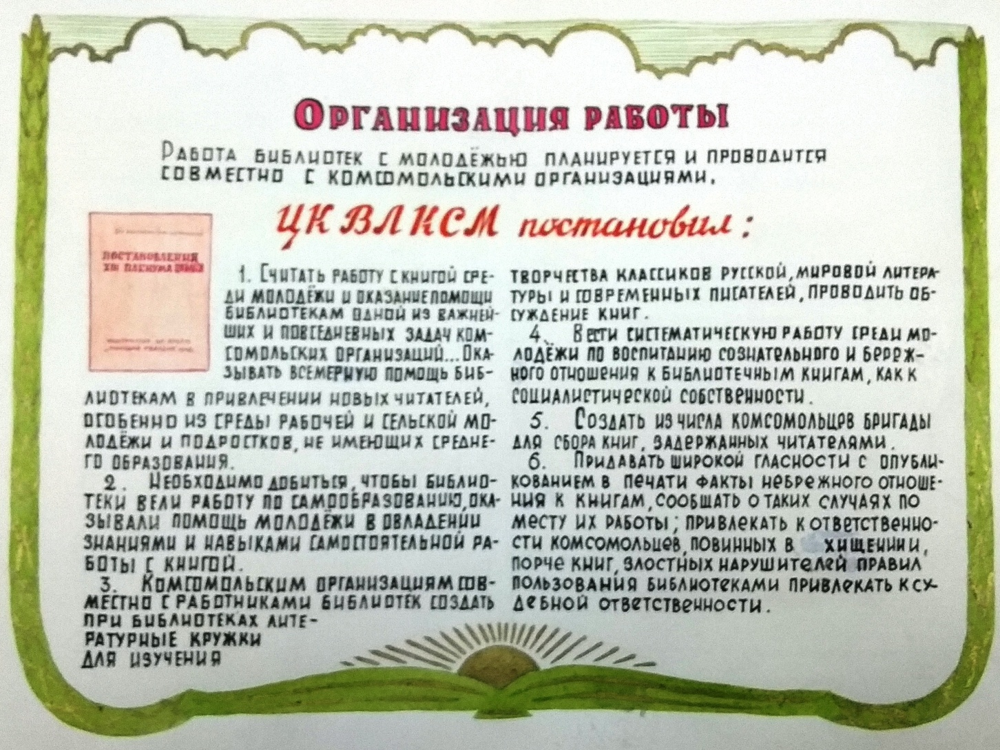 Организация работы
Работа библиотек с молодёжью планируется и проводится
совместно с комсомольскими организациями.
ЦК ВЛКСМ постановил:
ПОСТАНОВЛЕНИЯ
XIII ПЛЕНУМА ЦК ВЛКСМ
1. Считать работу с книгой сре-
ди молодёжи и оказание помощи
библиотекам одной из важней-
ших и повседневных задач ком-
сомольских организаций... Ока-
зывать всемерную помощь биб-
лиотекам в привлечении новых читателей,
особенно из среды рабочей и сельской мо-
лодёжи и подростков, не имеющих средне-
го образования.
2. Необходимо добиться, чтобы библио-
теки вели работу по самообразованию, ока-
зывали помощь молодёжи в овладении
знаниями и навыками самостоятельной ра-
боты с книгой.
3. Комсомольским организациям сов-
местно с работниками библиотек создать
при библиотеках лите-
ратурные кружки
для изучения
творчества классиков русской, мировой литера-
туры и современных писателей, проводить об-
суждение книг.
4. Вести систематическую работу среди мо-
лодёжи по воспитанию сознательного и береж-
ного отношения к библиотечным книгам, как к
социалистической собственности.
5. Создать из числа комсомольцев бригады
для сбора книг, задержанных читателями.
6. Придавать широкой гласности с опубли-
кованием в печати факты небрежного отноше-
ния к книгам, сообщать о таких случаях по
месту их работы; привлекать к ответственно-
сти комсомольцев, повинных в хищении,
порче книг, злостных нарушителей правил
пользования библиотеками привлекать к су-
дебной ответственности.